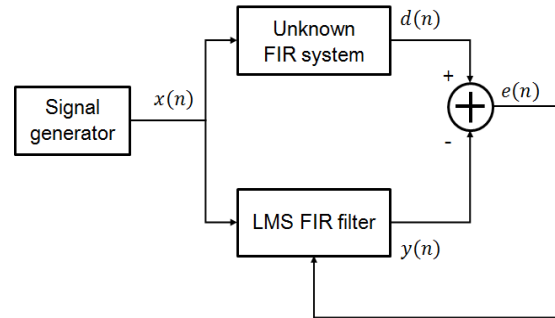 Unknown
FIR system
d(n)
+
Signal
generator
x(n)
e(n)
-
LMS FIR filter
y(n)